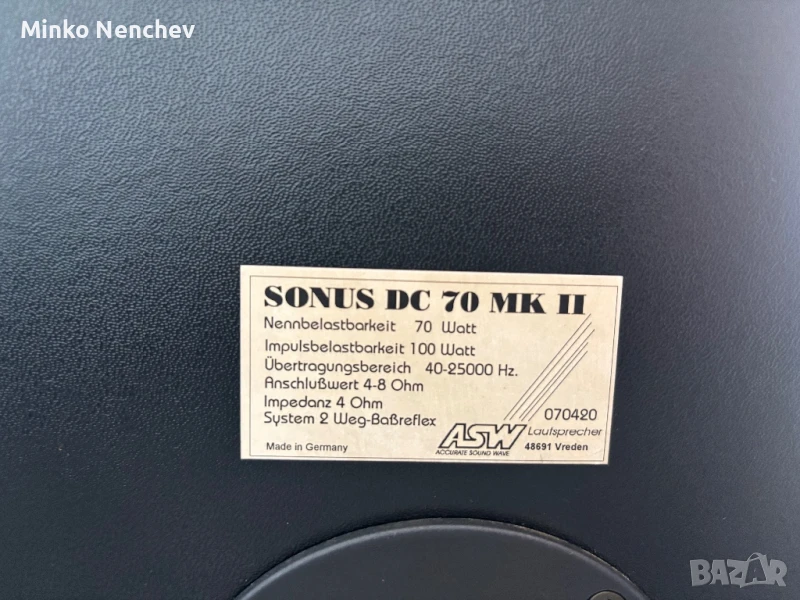 Minko Nenchev
SONUS DC 70 MK II
Nennbelastbarkeit 70 Watt
Impulsbelastbarkeit 100 Watt
Übertragungsbereich 40-25000 Hz.
Anschlußwert 4-8 Ohm
Impedanz 4 Ohm
System 2 Weg-Baßreflex
070420
ASW Lautsprecher
Made in Germany
ACCURATE SOUND WAVE
48691 Vreden
BAZAR